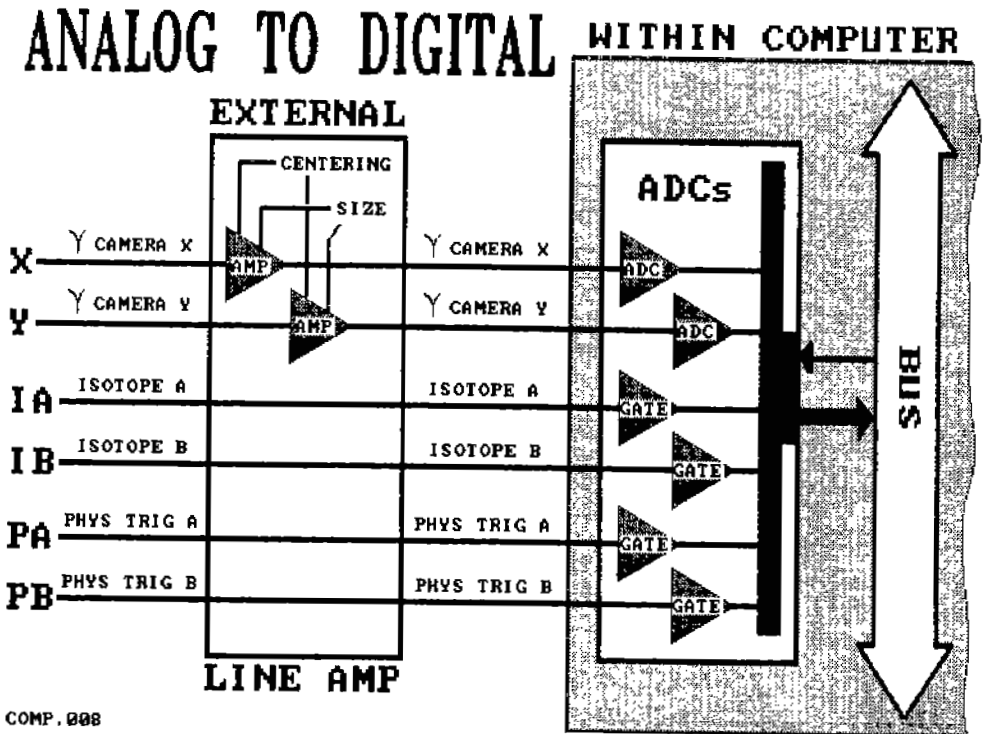 ANALOG TO DIGITAL
WITHIN COMPUTER
EXTERNAL
CENTERING
SIZE
ADCs
X γ CAMERA X AMP γ CAMERA X ADC
Y γ CAMERA Y AMP γ CAMERA Y ADC
IA ISOTOPE A ISOTOPE A GATE
IB ISOTOPE B ISOTOPE B GATE
PA PHYS TRIG A PHYS TRIG A GATE
PB PHYS TRIG B PHYS TRIG B GATE
BUS
LINE AMP
COMP.008